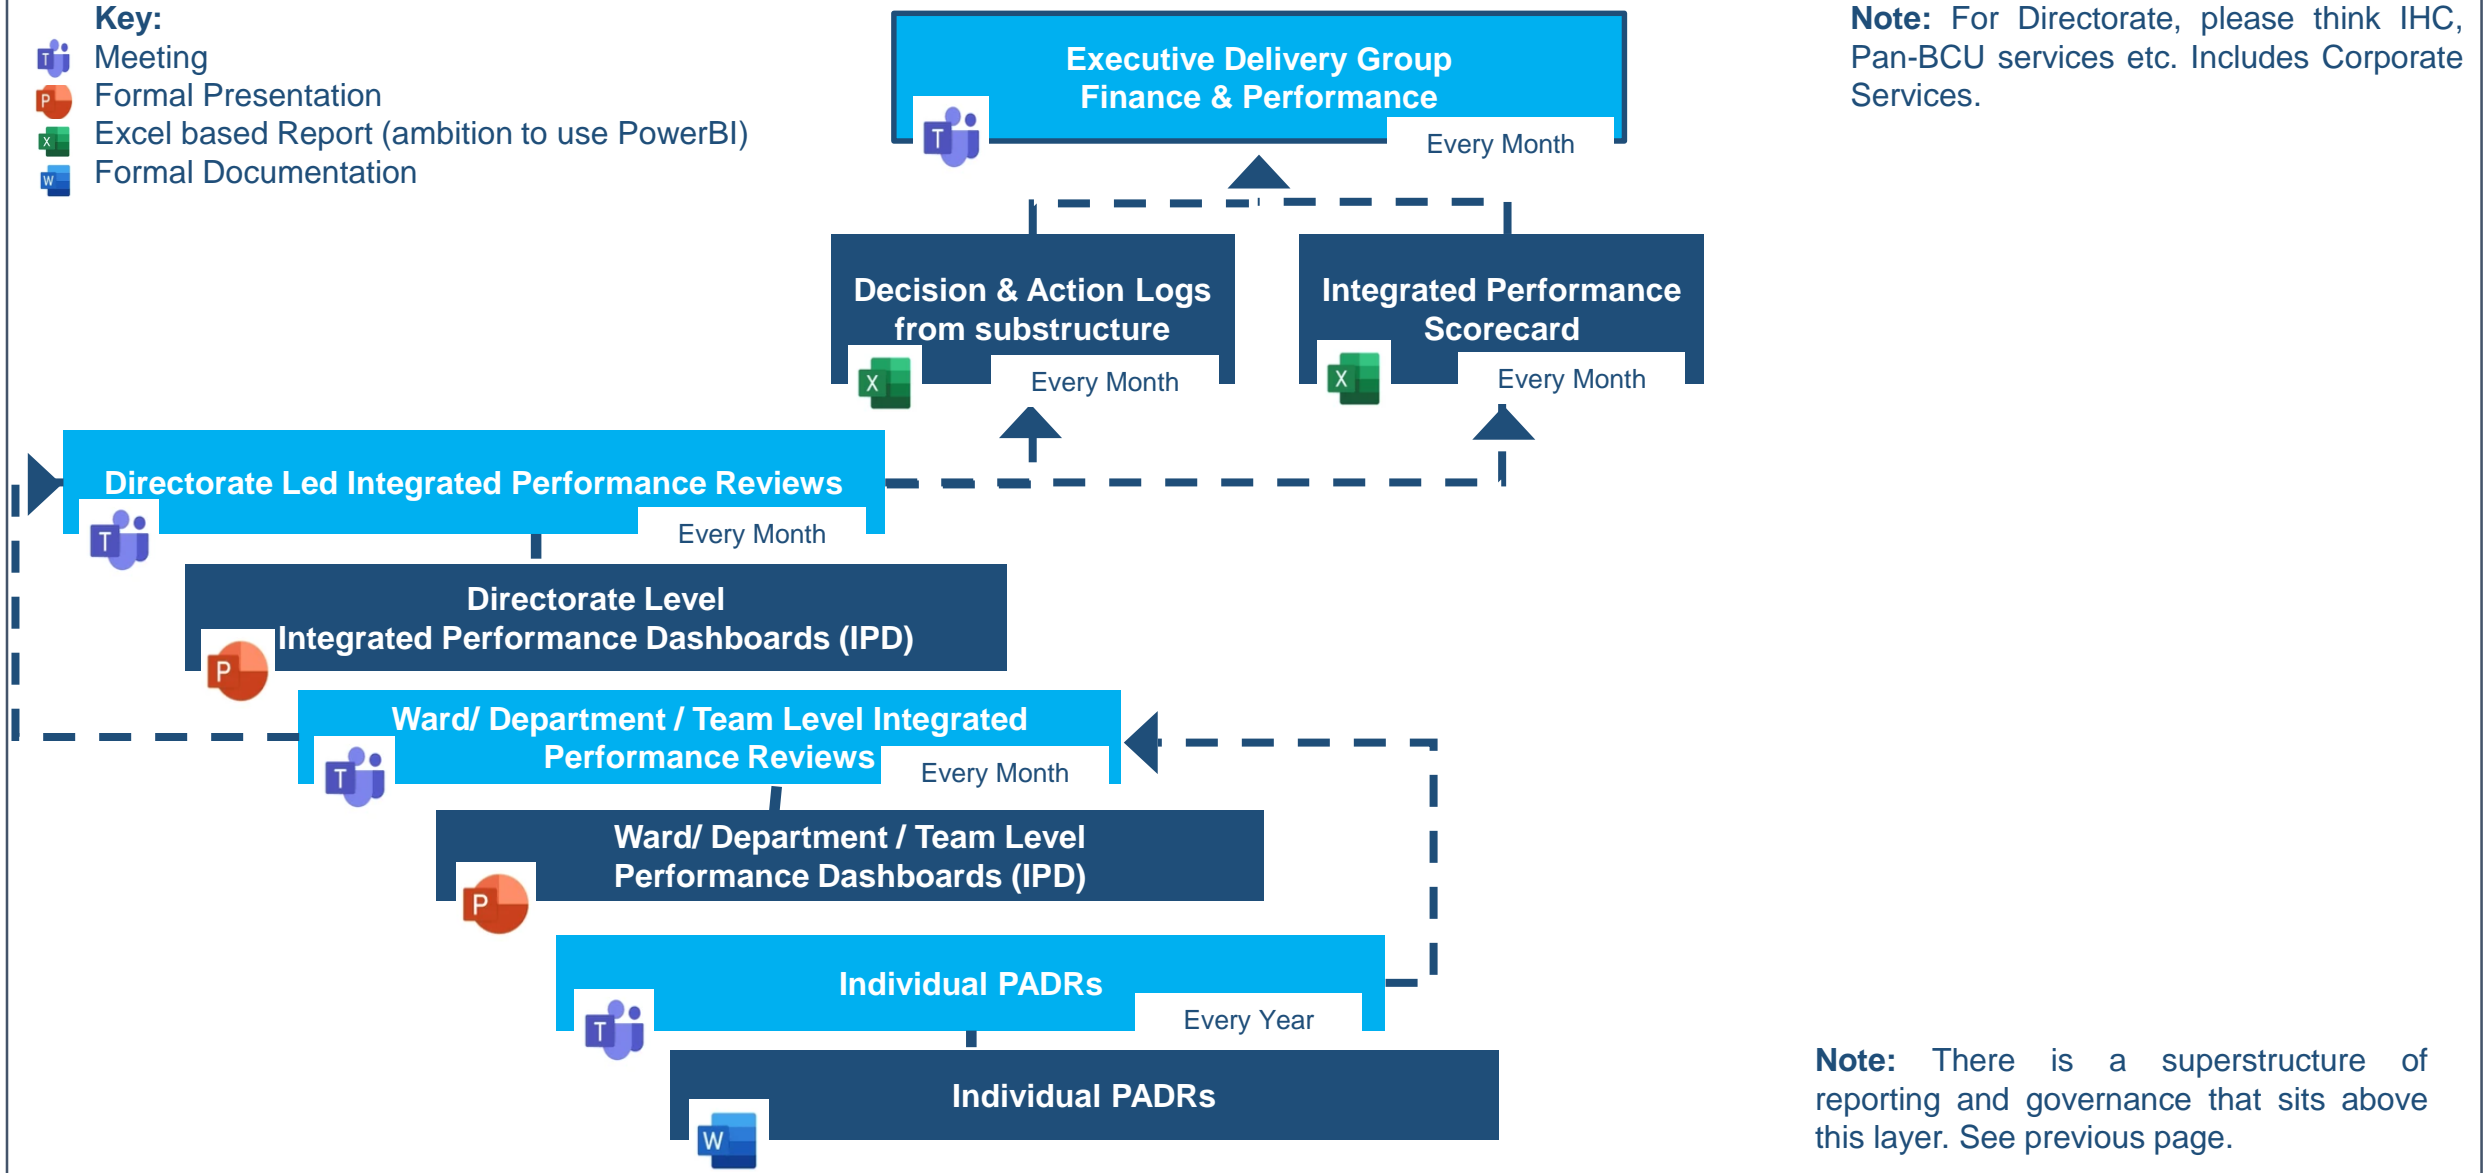 Key:
Meeting
Formal Presentation
Excel based Report (ambition to use PowerBI)
Formal Documentation
Executive Delivery Group
Finance & Performance
Every Month
Note: For Directorate, please think IHC,
Pan-BCU services etc. Includes Corporate
Services.
Decision & Action Logs
from substructure
Every Month
Integrated Performance
Scorecard
Every Month
Directorate Led Integrated Performance Reviews
Every Month
Directorate Level
Integrated Performance Dashboards (IPD)
Ward/ Department / Team Level Integrated
Performance Reviews
Every Month
Ward/ Department / Team Level
Performance Dashboards (IPD)
Individual PADRs
Every Year
Individual PADRs
Note: There is a superstructure of
reporting and governance that sits above
this layer. See previous page.